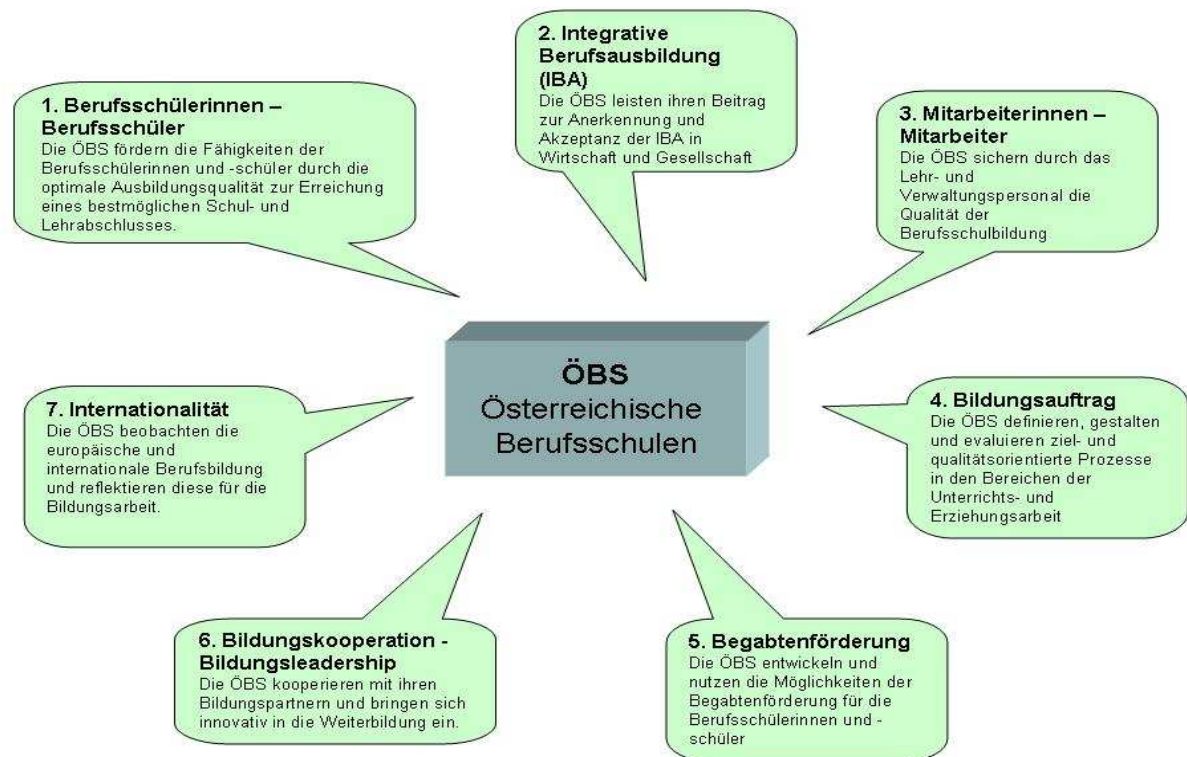 1. Berufsschülerinnen –
Berufsschüler
Die ÖBS fördern die Fähigkeiten der
Berufsschülerinnen und -schüler durch die
optimale Ausbildungsqualität zur Erreichung
eines bestmöglichen Schul- und
Lehrabschlusses.
2. Integrative
Berufsausbildung
(IBA)
Die ÖBS leisten ihren Beitrag
zur Anerkennung und
Akzeptanz der IBA in
Wirtschaft und Gesellschaft
3. Mitarbeiterinnen –
Mitarbeiter
Die ÖBS sichern durch das
Lehr- und
Verwaltungspersonal die
Qualität der
Berufsschulbildung
ÖBS
Österreichische
Berufsschulen
4. Bildungsauftrag
Die ÖBS definieren, gestalten
und evaluieren ziel- und
qualitätsorientierte Prozesse
in den Bereichen der
Unterrichts- und
Erziehungsarbeit
5. Begabtenförderung
Die ÖBS entwickeln und
nutzen die Möglichkeiten der
Begabtenförderung für die
Berufsschülerinnen und -
schüler
6. Bildungskooperation -
Bildungsleadership
Die ÖBS kooperieren mit ihren
Bildungspartnern und bringen sich
innovativ in die Weiterbildung ein.
7. Internationalität
Die ÖBS beobachten die
europäische und
internationale Berufsbildung
und reflektieren diese für die
Bildungsarbeit.